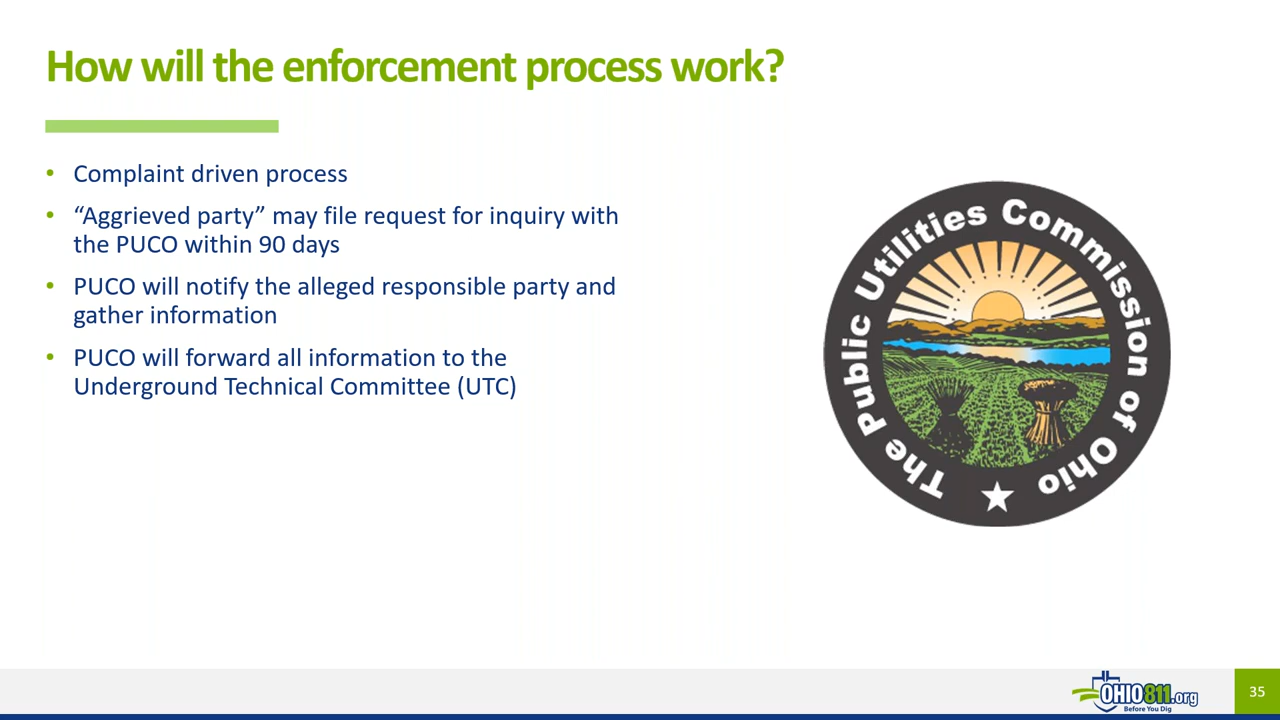 How will the enforcement process work?
• Complaint driven process
• “Aggrieved party” may file request for inquiry with
the PUCO within 90 days
• PUCO will notify the alleged responsible party and
gather information
• PUCO will forward all information to the
Underground Technical Committee (UTC)
The Public Utilities Commission of Ohio
OHIO811.org
Before You Dig
35